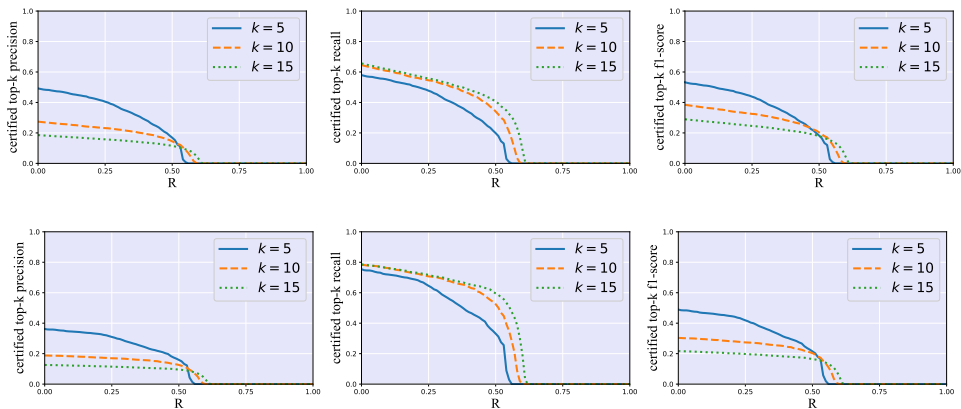 certified top-k precision
1.0
0.8
0.6
0.4
0.2
0.0
0.00 0.25 0.50 0.75 1.00
R
k = 5
k = 10
k = 15
certified top-k recall
1.0
0.8
0.6
0.4
0.2
0.0
0.00 0.25 0.50 0.75 1.00
R
k = 5
k = 10
k = 15
certified top-k f1-score
1.0
0.8
0.6
0.4
0.2
0.0
0.00 0.25 0.50 0.75 1.00
R
k = 5
k = 10
k = 15
certified top-k precision
1.0
0.8
0.6
0.4
0.2
0.0
0.00 0.25 0.50 0.75 1.00
R
k = 5
k = 10
k = 15
certified top-k recall
1.0
0.8
0.6
0.4
0.2
0.0
0.00 0.25 0.50 0.75 1.00
R
k = 5
k = 10
k = 15
certified top-k f1-score
1.0
0.8
0.6
0.4
0.2
0.0
0.00 0.25 0.50 0.75 1.00
R
k = 5
k = 10
k = 15